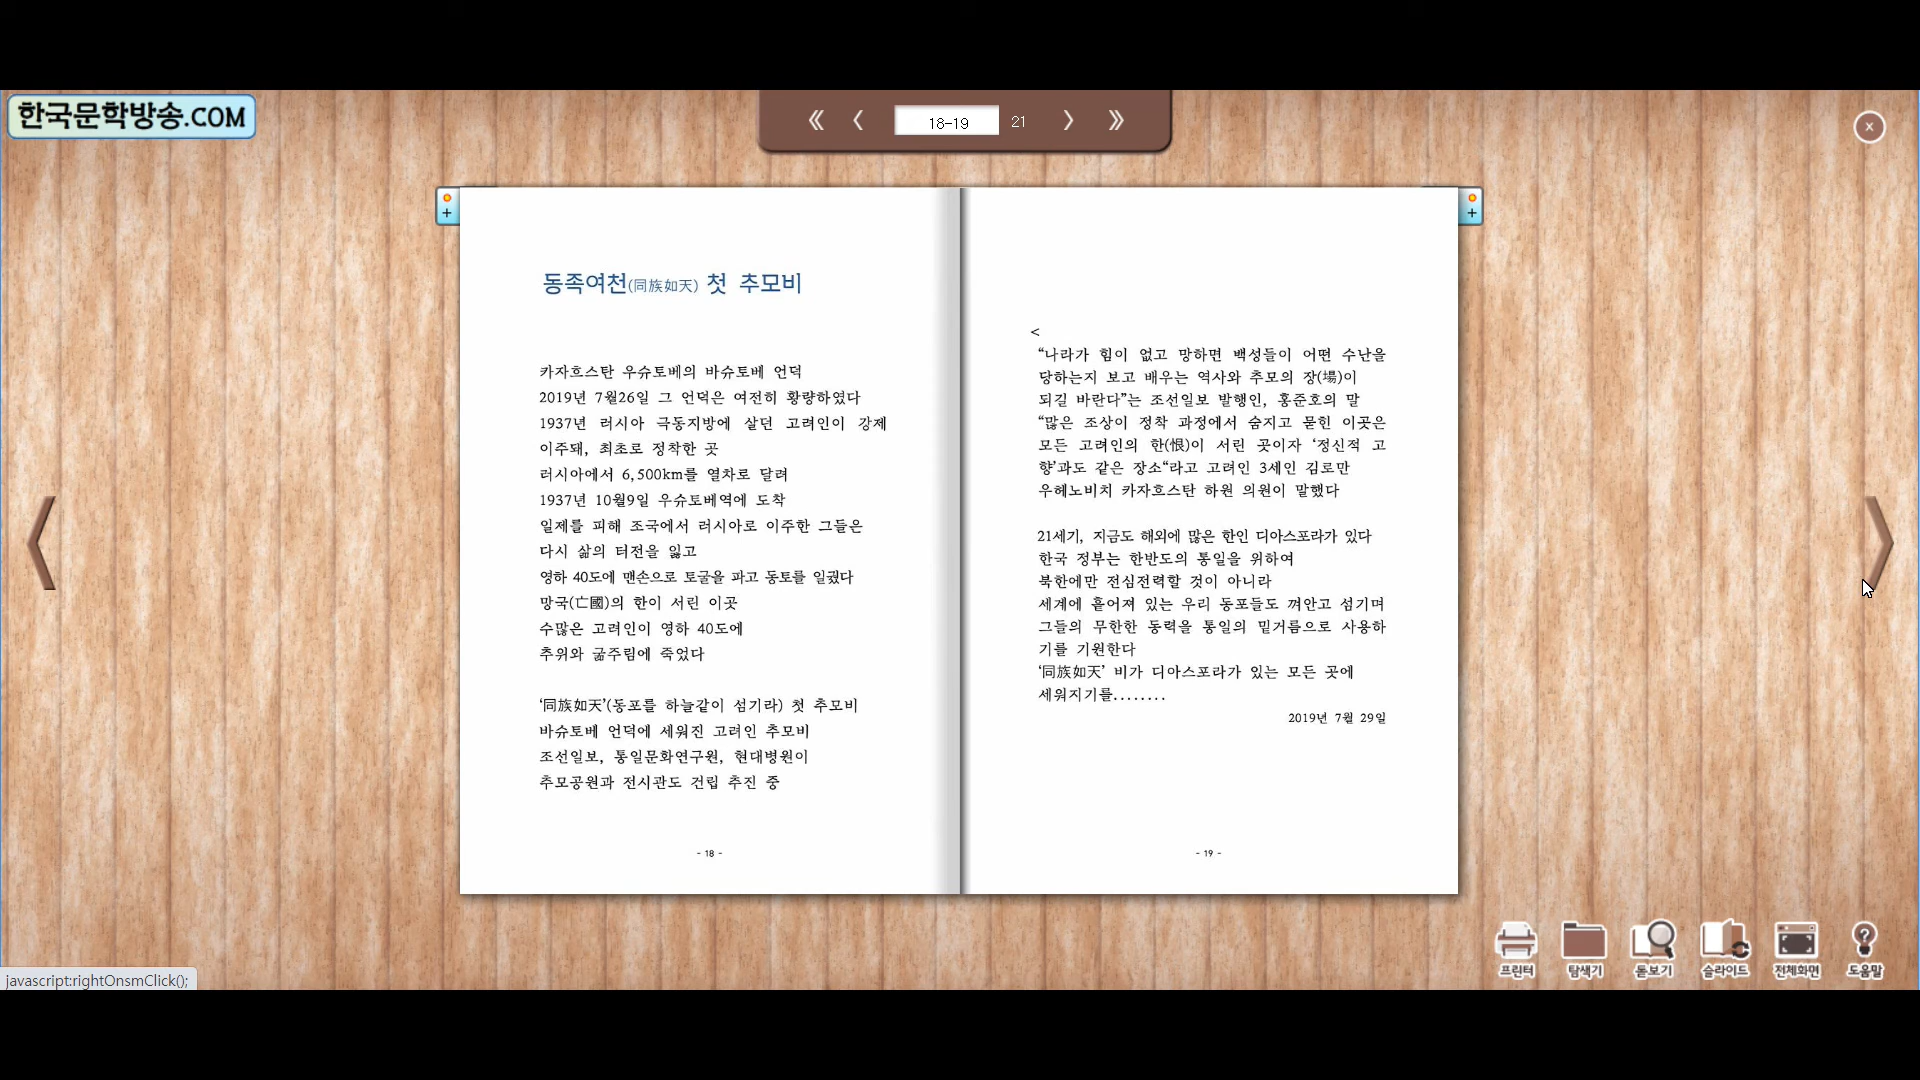 한국문학방송.COM
18-19
21
x
동족여천(同族如天) 첫 추모비
카자흐스탄 우슈토베의 바슈토베 언덕
2019년 7월26일 그 언덕은 여전히 황량하였다
1937년 러시아 극동지방에 살던 고려인이 강제
이주돼, 최초로 정착한 곳
러시아에서 6,500km를 열차로 달려
1937년 10월9일 우슈토베역에 도착
일제를 피해 조국에서 러시아로 이주한 그들은
다시 삶의 터전을 잃고
영하 40도에 맨손으로 토굴을 파고 동토를 일궜다
망국(亡國)의 한이 서린 이곳
수많은 고려인이 영하 40도에
추위와 굶주림에 죽었다
‘同族如天’(동포를 하늘같이 섬기라) 첫 추모비
바슈토베 언덕에 세워진 고려인 추모비
조선일보, 통일문화연구원, 현대병원이
추모공원과 전시관도 건립 추진 중
- 18 -
<
“나라가 힘이 없고 망하면 백성들이 어떤 수난을
당하는지 보고 배우는 역사와 추모의 장(場)이
되길 바란다”는 조선일보 발행인, 홍준호의 말
“많은 조상이 정착 과정에서 숨지고 묻힌 이곳은
모든 고려인의 한(恨)이 서린 곳이자 ‘정신적 고
향’과도 같은 장소“라고 고려인 3세인 김로만
우헤노비치 카자흐스탄 하원 의원이 말했다
21세기, 지금도 해외에 많은 한인 디아스포라가 있다
한국 정부는 한반도의 통일을 위하여
북한에만 전심전력할 것이 아니라
세계에 흩어져 있는 우리 동포들도 껴안고 섬기며
그들의 무한한 동력을 통일의 밑거름으로 사용하
기를 기원한다
‘同族如天’ 비가 디아스포라가 있는 모든 곳에
세워지기를........
2019년 7월 29일
- 19 -
프린터 탐색기 돋보기 슬라이드 전체화면 도움말
javascript:rightOnsmClick();